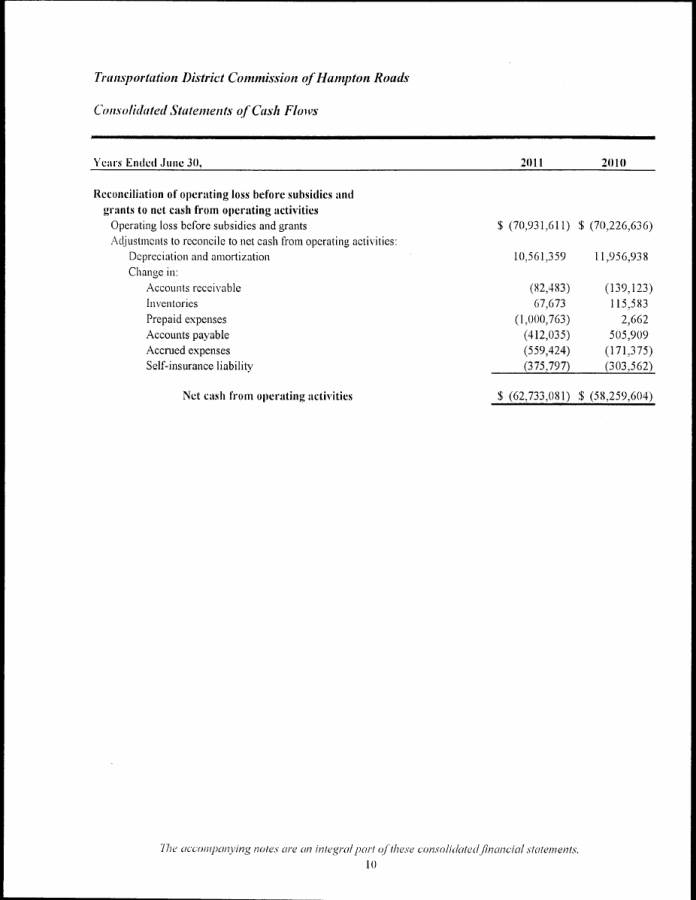 Transportation District Commission of Hampton Roads
Consolidated Statements of Cash Flows
Years Ended June 30, 2011 2010
Reconciliation of operating loss before subsidies and
grants to net cash from operating activities
Operating loss before subsidies and grants $ (70,931,611) $ (70,226,636)
Adjustments to reconcile to net cash from operating activities:
Depreciation and amortization 10,561,359 11,956,938
Change in:
Accounts receivable (82,483) (139,123)
Inventories 67,673 115,583
Prepaid expenses (1,000,763) 2,662
Accounts payable (412,035) 505,909
Accrued expenses (559,424) (171,375)
Self-insurance liability (375,797) (303,562)
Net cash from operating activities $ (62,733,081) $ (58,259,604)
The accompanying notes are an integral part of these consolidated financial statements.
10